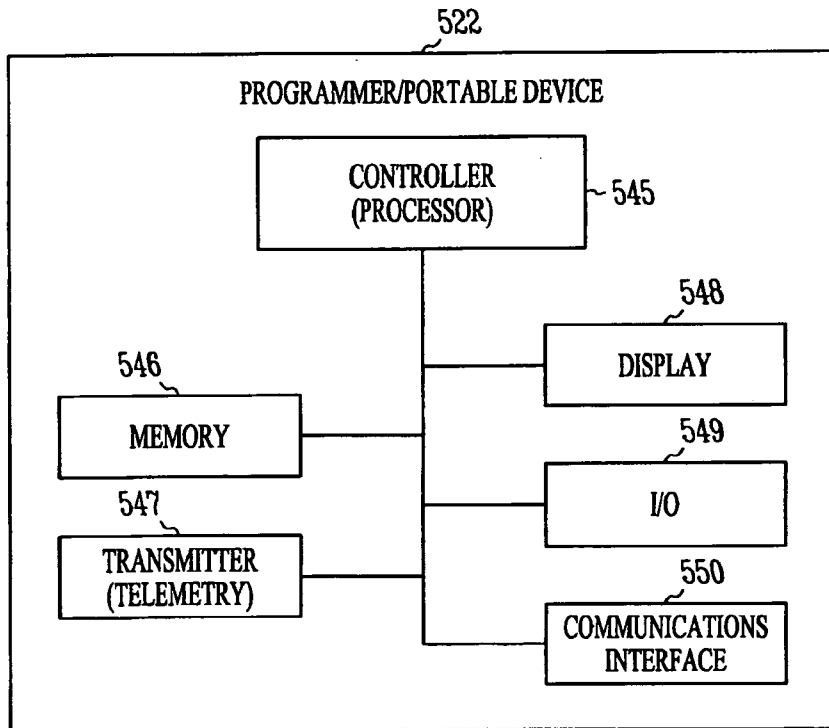 522
PROGRAMMER/PORTABLE DEVICE
CONTROLLER
(PROCESSOR)
545
548
DISPLAY
546
MEMORY
549
I/O
547
TRANSMITTER
(TELEMETRY)
550
COMMUNICATIONS
INTERFACE